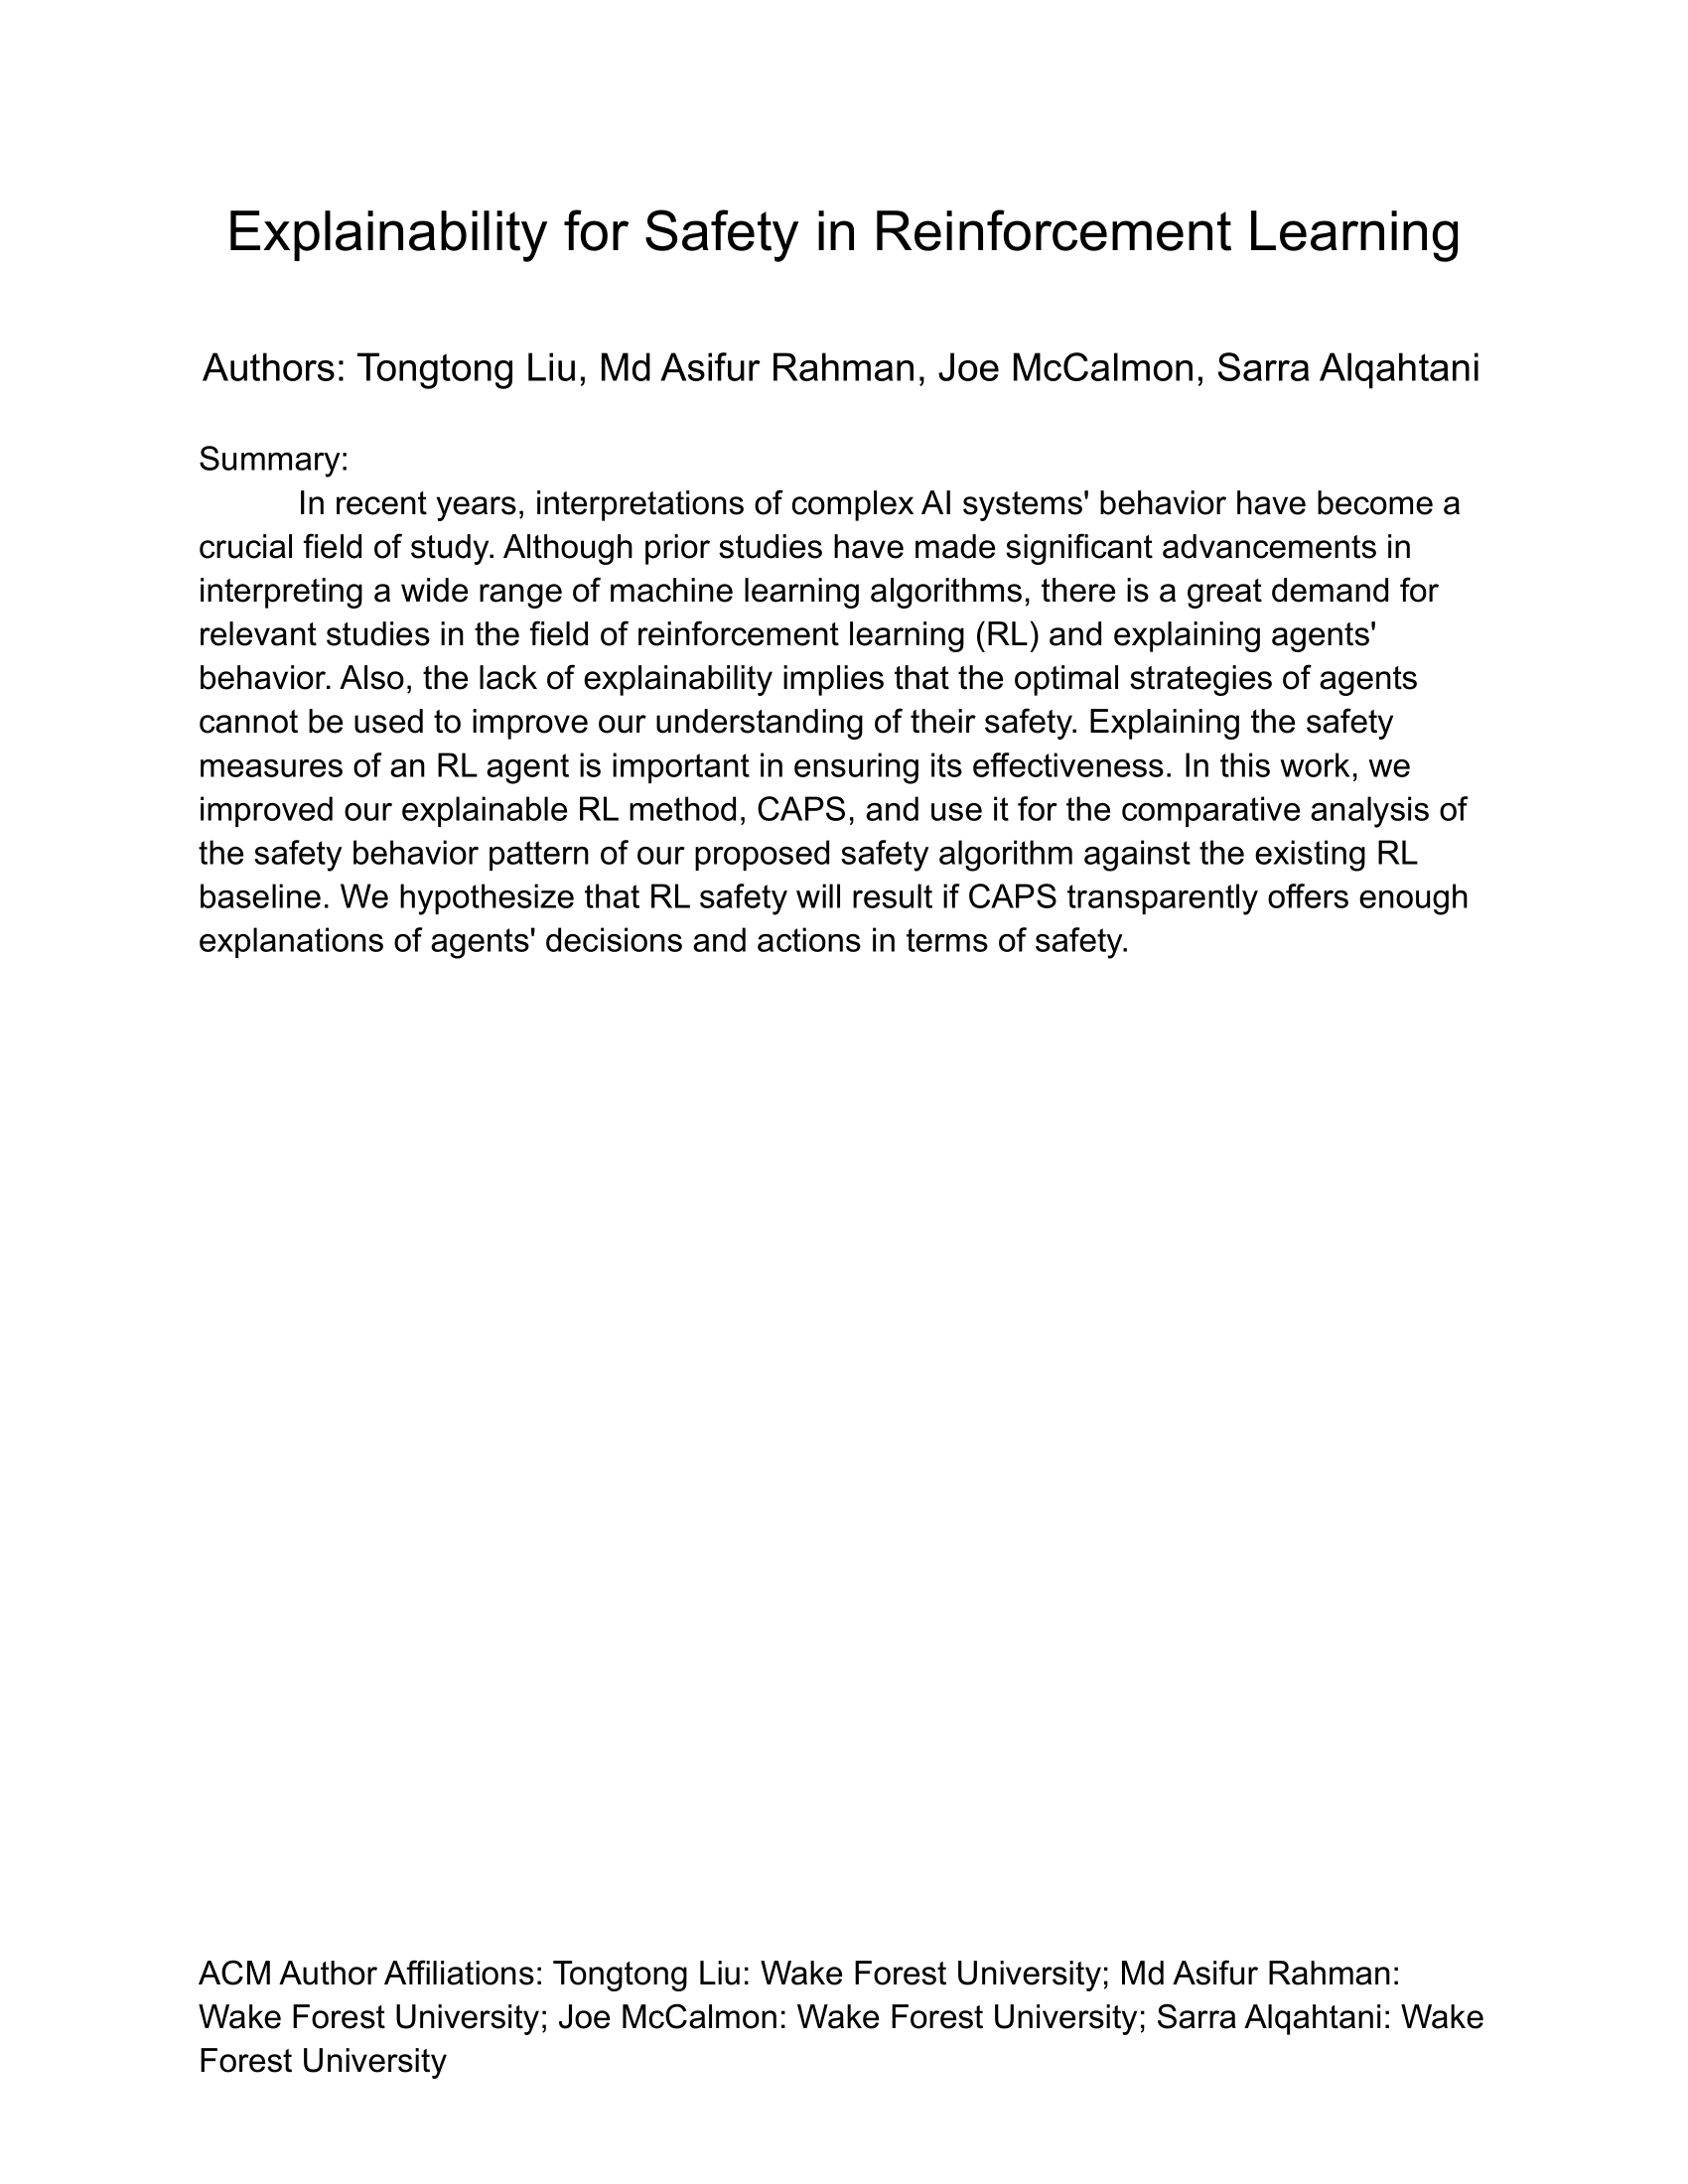 Explainability for Safety in Reinforcement Learning
Authors: Tongtong Liu, Md Asifur Rahman, Joe McCalmon, Sarra Alqahtani
Summary:
In recent years, interpretations of complex AI systems' behavior have become a
crucial field of study. Although prior studies have made significant advancements in
interpreting a wide range of machine learning algorithms, there is a great demand for
relevant studies in the field of reinforcement learning (RL) and explaining agents'
behavior. Also, the lack of explainability implies that the optimal strategies of agents
cannot be used to improve our understanding of their safety. Explaining the safety
measures of an RL agent is important in ensuring its effectiveness. In this work, we
improved our explainable RL method, CAPS, and use it for the comparative analysis of
the safety behavior pattern of our proposed safety algorithm against the existing RL
baseline. We hypothesize that RL safety will result if CAPS transparently offers enough
explanations of agents' decisions and actions in terms of safety.
ACM Author Affiliations: Tongtong Liu: Wake Forest University; Md Asifur Rahman:
Wake Forest University; Joe McCalmon: Wake Forest University; Sarra Alqahtani: Wake
Forest University